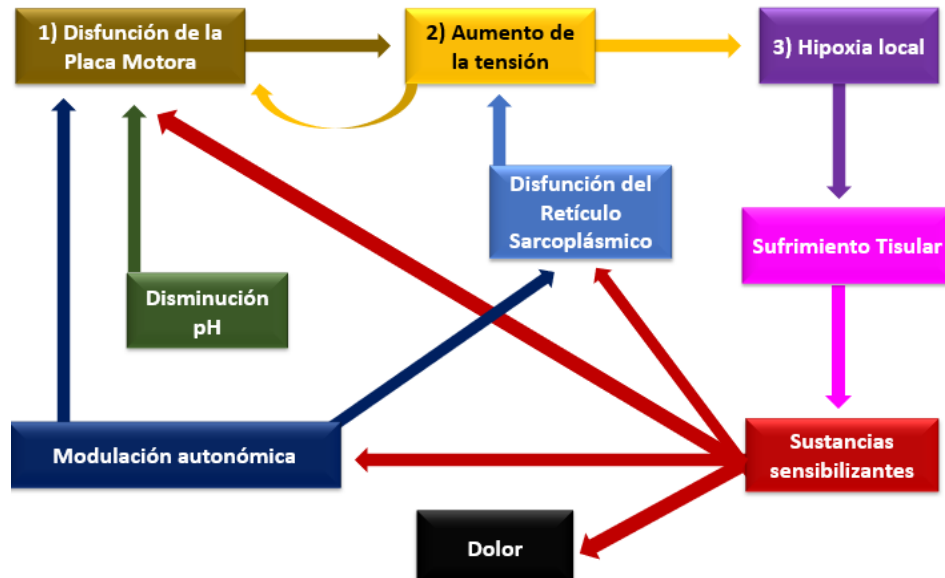 1) Disfunción de la
Placa Motora
2) Aumento de
la tensión
3) Hipoxia local
Disfunción del
Retículo
Sarcoplásmico
Sufrimiento Tisular
Disminución
pH
Modulación autonómica
Sustancias
sensibilizantes
Dolor